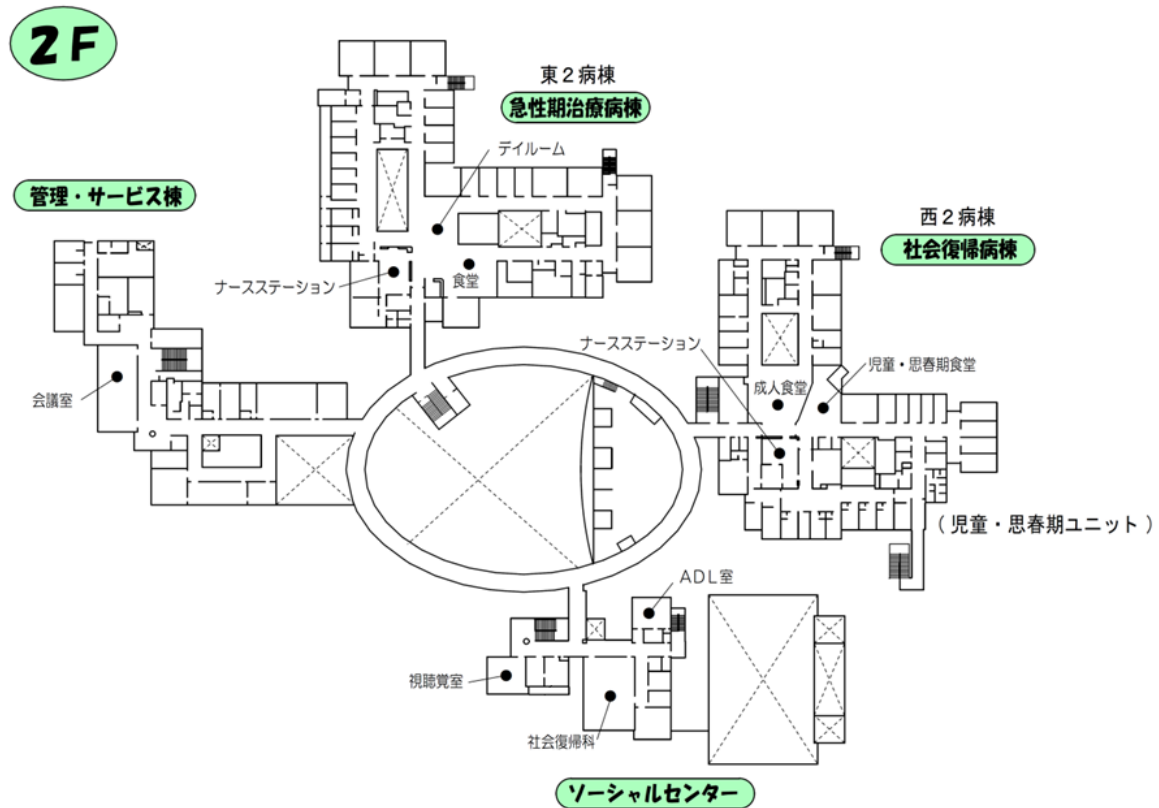 2F
東2病棟
急性期治療病棟
デイルーム
管理・サービス棟
西2病棟
社会復帰病棟
ナースステーション
食堂
ナースステーション
児童・思春期食堂
成人食堂
会議室
(児童・思春期ユニット)
ADL室
視聴覚室
社会復帰科
ソーシャルセンター